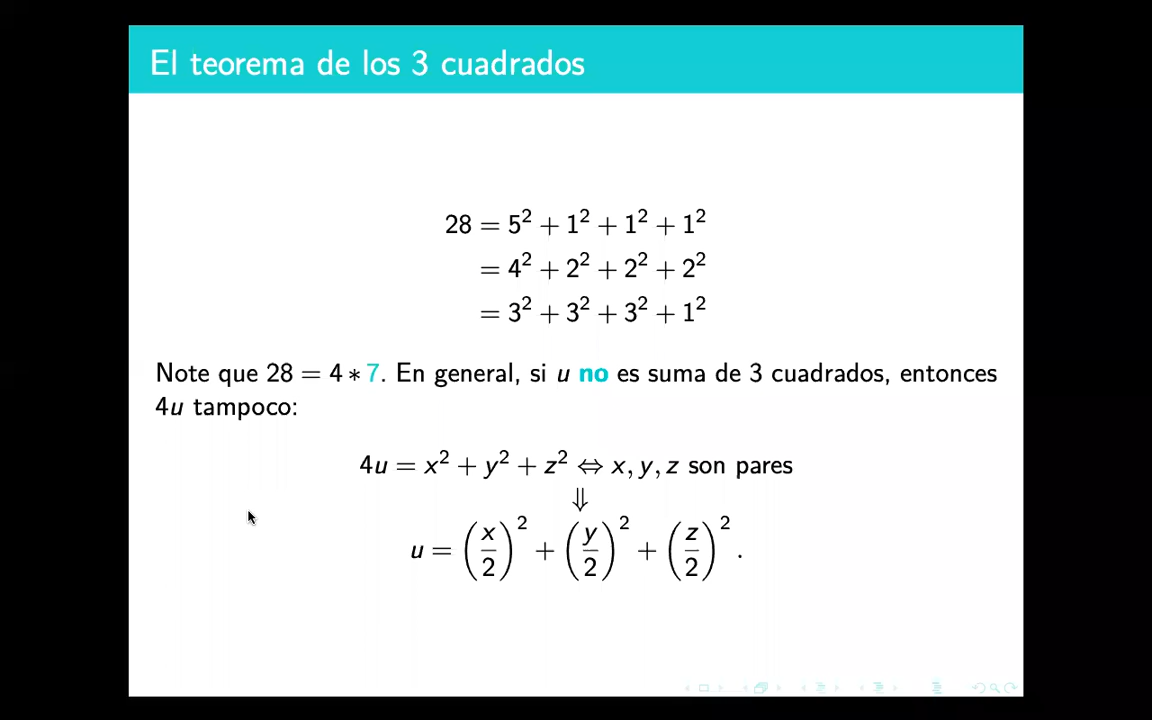 El teorema de los 3 cuadrados
28 = 5² + 1² + 1² + 1²
= 4² + 2² + 2² + 2²
= 3² + 3² + 3² + 1²
Note que 28 = 4 ∗ 7. En general, si u no es suma de 3 cuadrados, entonces
4u tampoco:
4u = x² + y² + z² ⇔ x, y, z son pares
⇓
u = (x/2)² + (y/2)² + (z/2)².